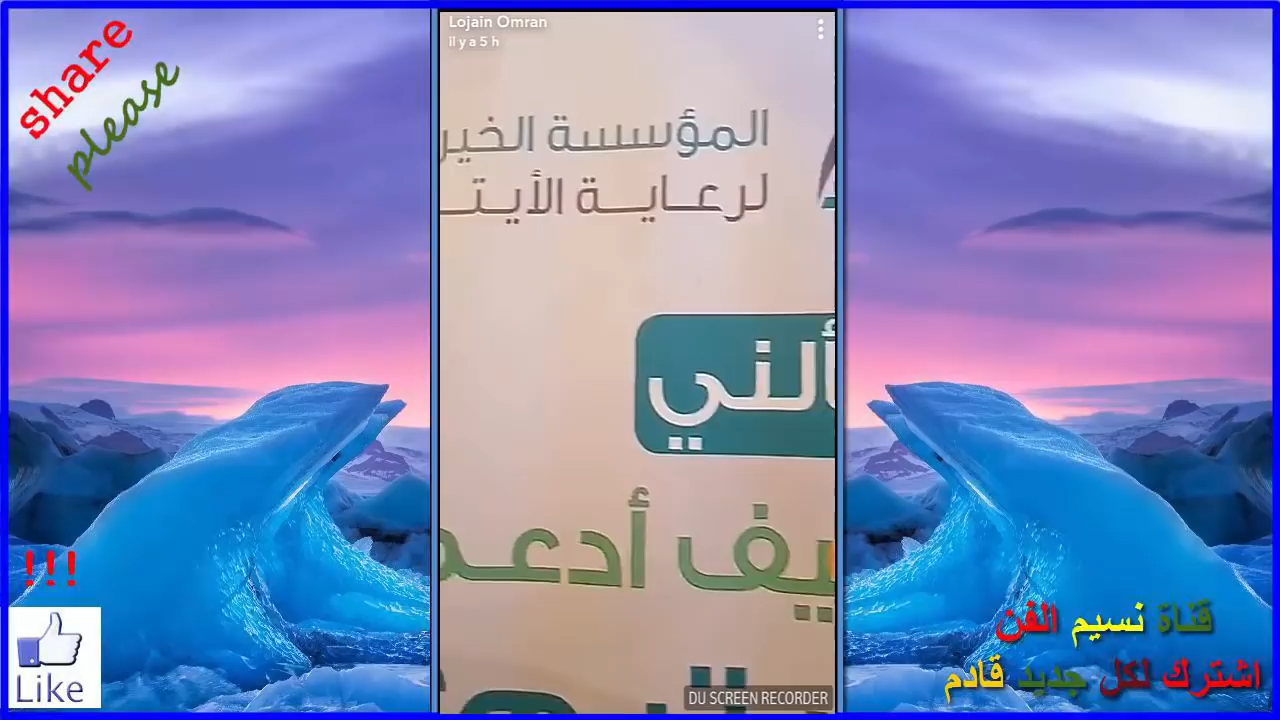 share
please
Lojain Omran
il y a 5 h
المؤسسة الخير
لرعاية الأيتـ
ألني
يف أدعم
!!!
Like
قناة نسيم الفن
اشترك لكل جديد قادم
DU SCREEN RECORDER